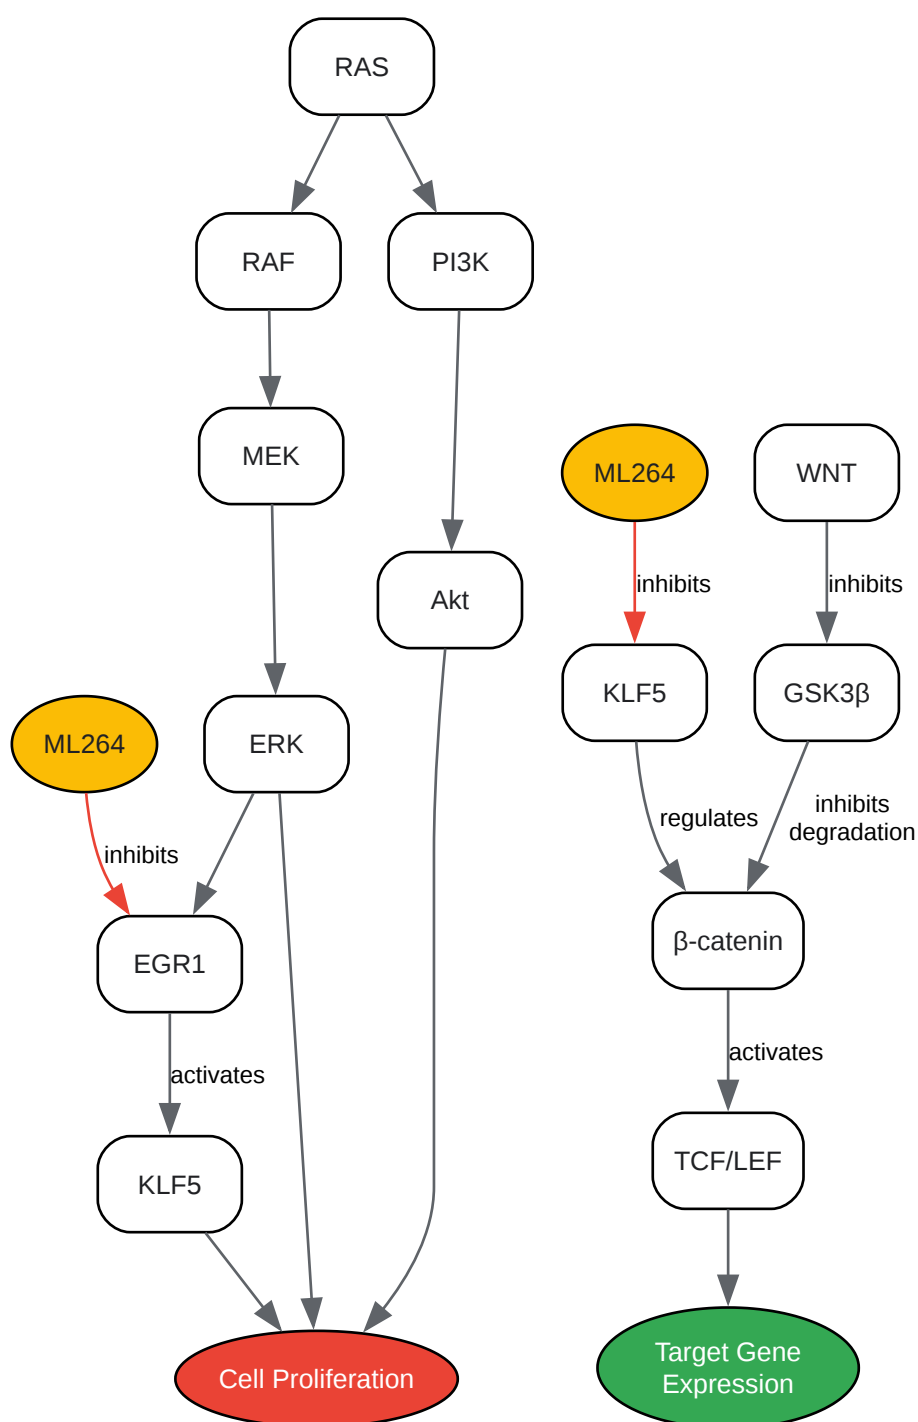 RAS
RAF
PI3K
MEK
ML264
WNT
inhibits
inhibits
Akt
KLF5
GSK3β
ML264
ERK
regulates
inhibits
degradation
inhibits
EGR1
β-catenin
activates
activates
KLF5
TCF/LEF
Cell Proliferation
Target Gene
Expression